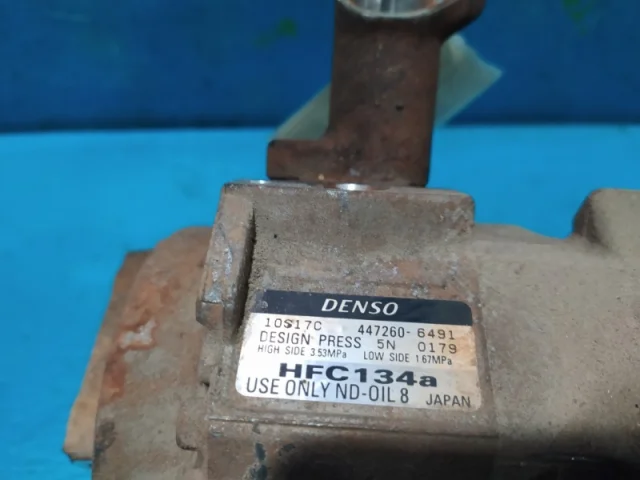 DENSO
10S17C 447260-6491
DESIGN PRESS 5N 0179
HIGH SIDE 3.53MPa LOW SIDE 1.67MPa
HFC134a
USE ONLY ND-OIL 8 JAPAN